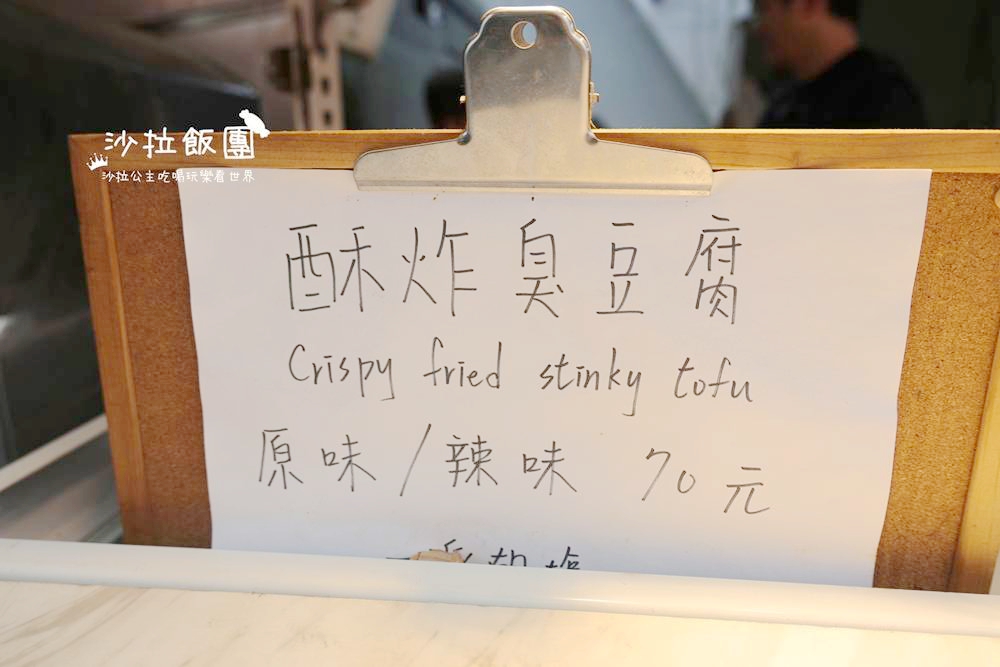 沙拉飯團
沙拉公主吃喝玩樂看世界
酥炸臭豆腐
Crispy fried stinky tofu
原味/辣味 70元